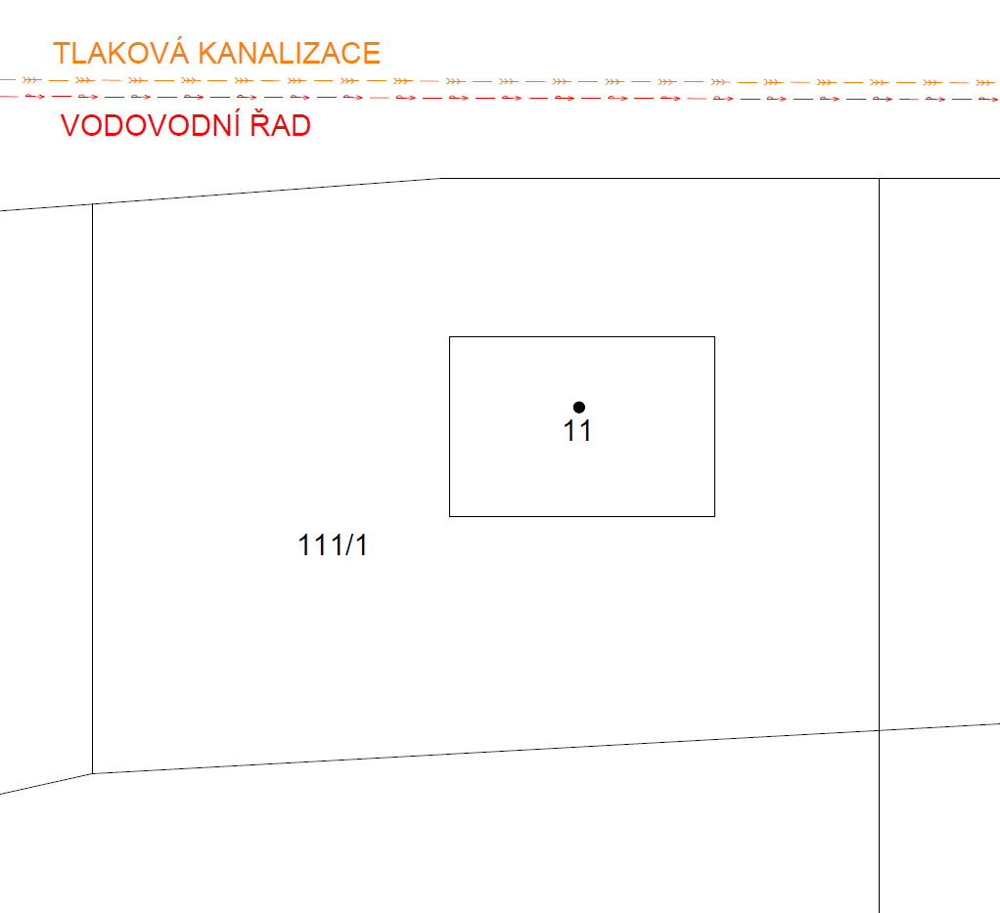 TLAKOVÁ KANALIZACE
VODOVODNÍ ŘAD
11
111/1